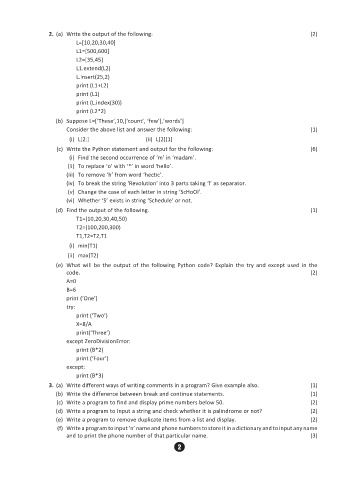 2. (a) Write the output of the following. (2)
L=[10,20,30,40]
L1=[500,600]
L2=[35,45]
L1.extend(L2)
L.insert(25,2)
print (L1+L2)
print (L1)
print (L.index(30))
print (L2*2)
(b) Suppose L=['These',10,['count', 'few'],'words']
Consider the above list and answer the following: (1)
(i) L[2:] (ii) L[2][1]
(c) Write the Python statement and output for the following: (6)
(i) Find the second occurrence of 'm' in 'madam'.
(ii) To replace 'o' with '*' in word 'hello'.
(iii) To remove 'h' from word 'hectic'.
(iv) To break the string 'Revolution' into 3 parts taking 'l' as separator.
(v) Change the case of each letter in string 'ScHoOl'.
(vi) Whether 'S' exists in string 'Schedule' or not.
(d) Find the output of the following. (1)
T1=(10,20,30,40,50)
T2=(100,200,300)
T1,T2=T2,T1
(i) min(T1)
(ii) max(T2)
(e) What will be the output of the following Python code? Explain the try and except used in the
code. (2)
A=0
B=6
print ('One')
try:
print ('Two')
X=8/A
print('Three')
except ZeroDivisionError:
print (B*2)
print ('Four')
except:
print (B*3)
3. (a) Write different ways of writing comments in a program? Give example also. (1)
(b) Write the difference between break and continue statements. (1)
(c) Write a program to find and display prime numbers below 50. (2)
(d) Write a program to Input a string and check whether it is palindrome or not? (2)
(e) Write a program to remove duplicate items from a list and display. (2)
(f) Write a program to input 'n' name and phone numbers to store it in a dictionary and to input any name
and to print the phone number of that particular name. (3)
2